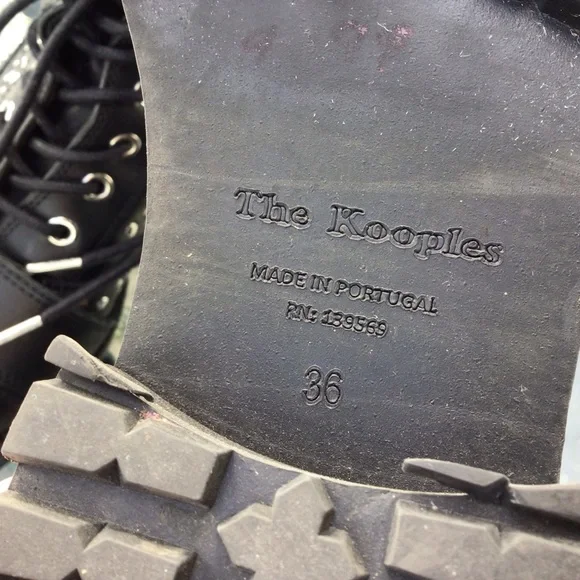 The Kooples
MADE IN PORTUGAL
RN: 139569
36